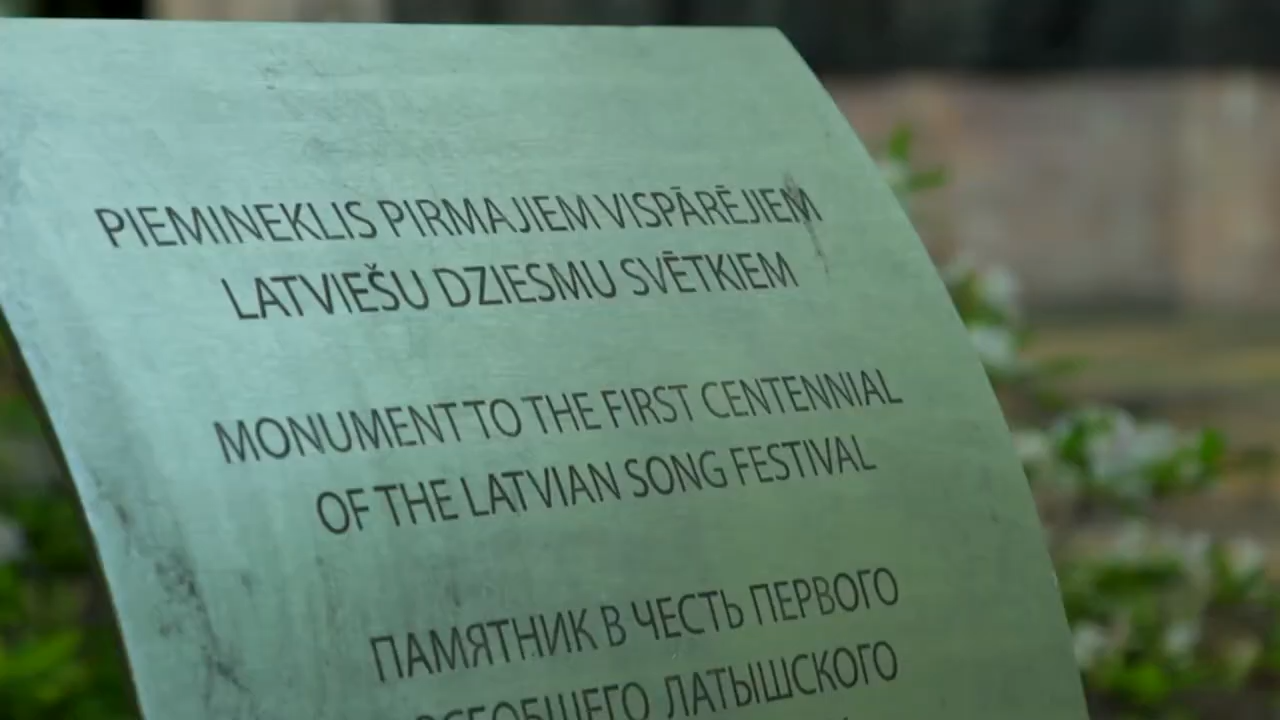 PIEMINEKLIS PIRMAJIEM VISPĀRĒJIEM
LATVIEŠU DZIESMU SVĒTKIEM
MONUMENT TO THE FIRST CENTENNIAL
OF THE LATVIAN SONG FESTIVAL
ПАМЯТНИК В ЧЕСТЬ ПЕРВОГО
ЛАТЫШСКОГО